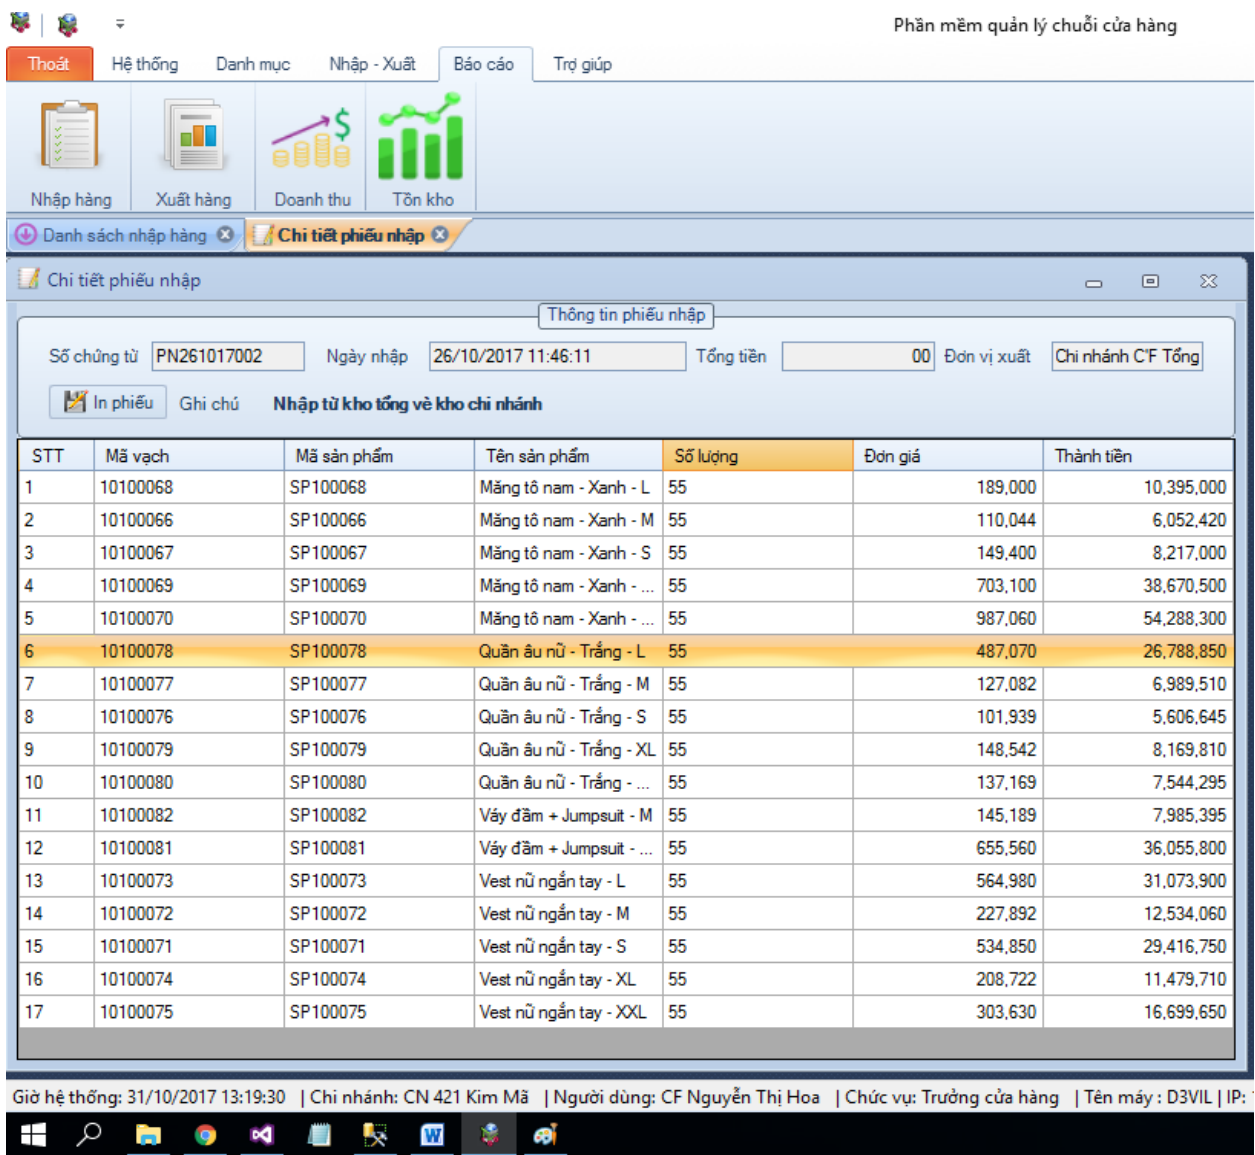 Phần mềm quản lý chuỗi cửa hàng
Thoát Hệ thống Danh mục Nhập - Xuất Báo cáo Trợ giúp
Nhập hàng Xuất hàng Doanh thu Tồn kho
Danh sách nhập hàng Chi tiết phiếu nhập
Chi tiết phiếu nhập
Thông tin phiếu nhập
Số chứng từ PN261017002 Ngày nhập 26/10/2017 11:46:11 Tổng tiền 00 Đơn vị xuất Chi nhánh C'F Tổng
In phiếu Ghi chú Nhập từ kho tổng vè kho chi nhánh
STT Mã vạch Mã sản phẩm Tên sản phẩm Số lượng Đơn giá Thành tiền
1 10100068 SP100068 Măng tô nam - Xanh - L 55 189,000 10,395,000
2 10100066 SP100066 Măng tô nam - Xanh - M 55 110,044 6,052,420
3 10100067 SP100067 Măng tô nam - Xanh - S 55 149,400 8,217,000
4 10100069 SP100069 Măng tô nam - Xanh - ... 55 703,100 38,670,500
5 10100070 SP100070 Măng tô nam - Xanh - ... 55 987,060 54,288,300
6 10100078 SP100078 Quần âu nữ - Trắng - L 55 487,070 26,788,850
7 10100077 SP100077 Quần âu nữ - Trắng - M 55 127,082 6,989,510
8 10100076 SP100076 Quần âu nữ - Trắng - S 55 101,939 5,606,645
9 10100079 SP100079 Quần âu nữ - Trắng - XL 55 148,542 8,169,810
10 10100080 SP100080 Quần âu nữ - Trắng - ... 55 137,169 7,544,295
11 10100082 SP100082 Váy đầm + Jumpsuit - M 55 145,189 7,985,395
12 10100081 SP100081 Váy đầm + Jumpsuit - ... 55 655,560 36,055,800
13 10100073 SP100073 Vest nữ ngắn tay - L 55 564,980 31,073,900
14 10100072 SP100072 Vest nữ ngắn tay - M 55 227,892 12,534,060
15 10100071 SP100071 Vest nữ ngắn tay - S 55 534,850 29,416,750
16 10100074 SP100074 Vest nữ ngắn tay - XL 55 208,722 11,479,710
17 10100075 SP100075 Vest nữ ngắn tay - XXL 55 303,630 16,699,650
Giờ hệ thống: 31/10/2017 13:19:30 | Chi nhánh: CN 421 Kim Mã | Người dùng: CF Nguyễn Thị Hoa | Chức vụ: Trưởng cửa hàng | Tên máy : D3VIL | IP: